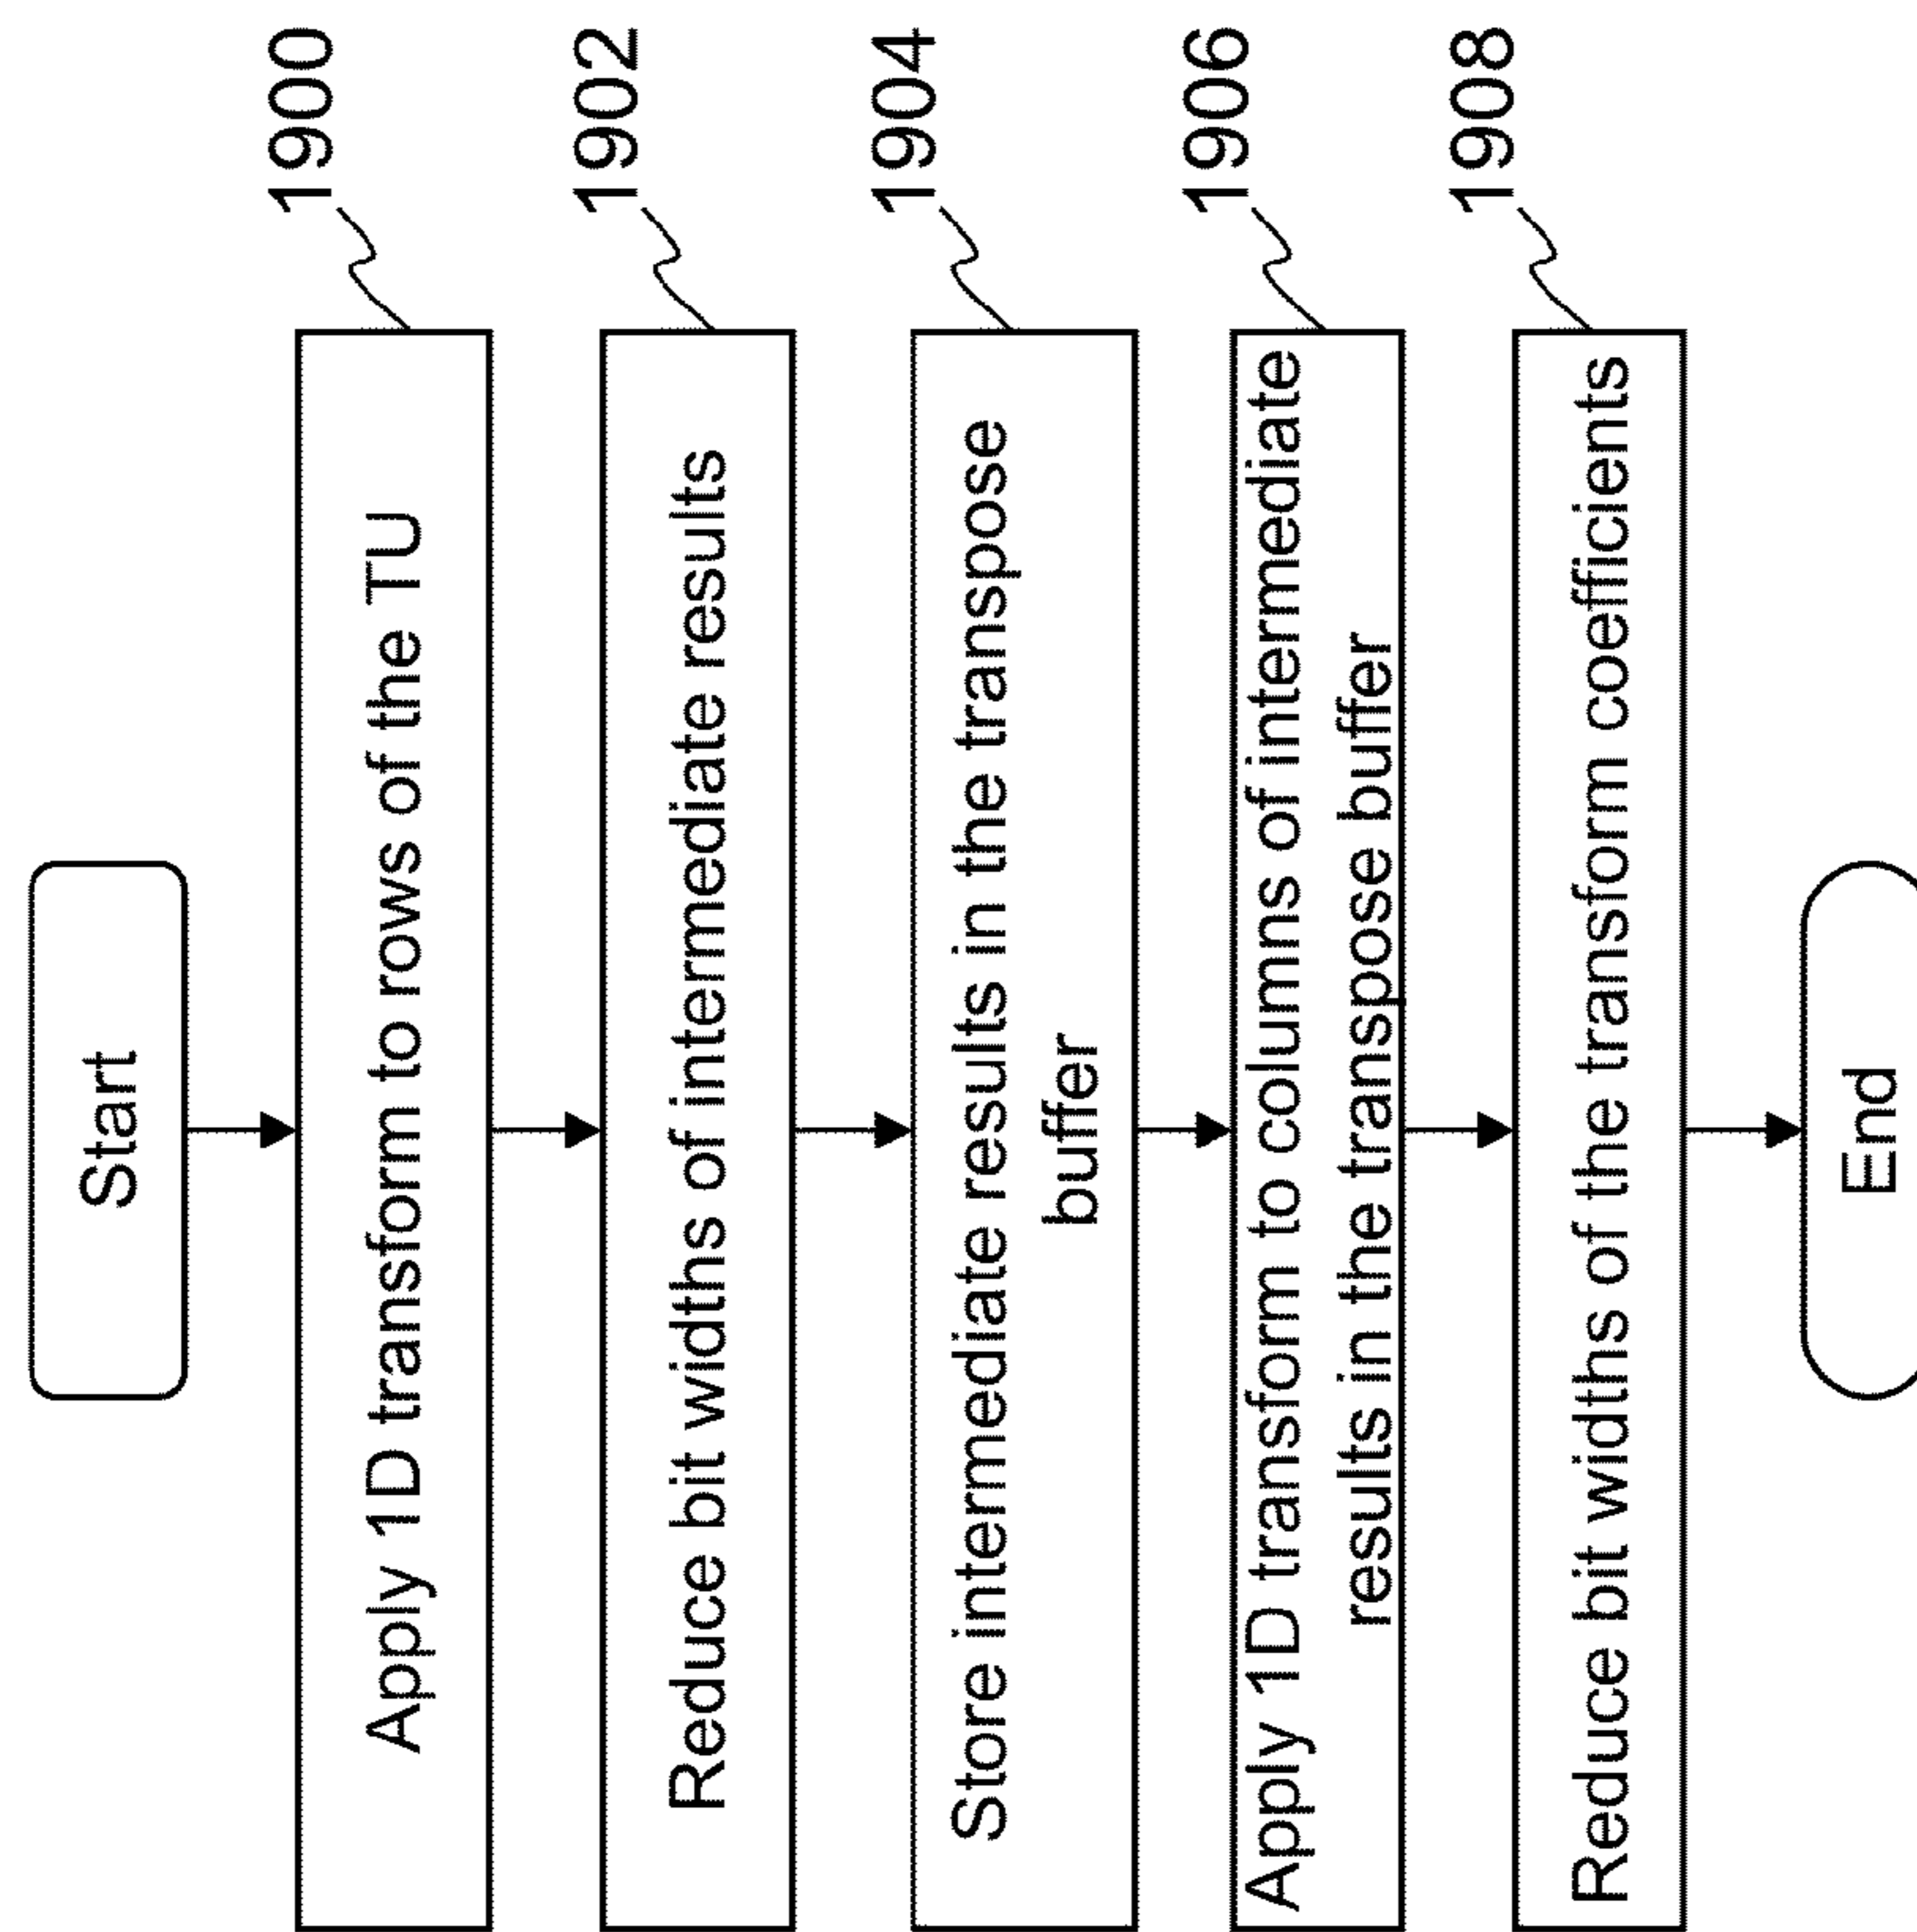 Start
Apply 1D transform to rows of the TU
1900
Reduce bit widths of intermediate results
1902
Store intermediate results in the transpose
buffer
1904
Apply 1D transform to columns of intermediate
results in the transpose buffer
1906
Reduce bit widths of the transform coefficients
1908
End